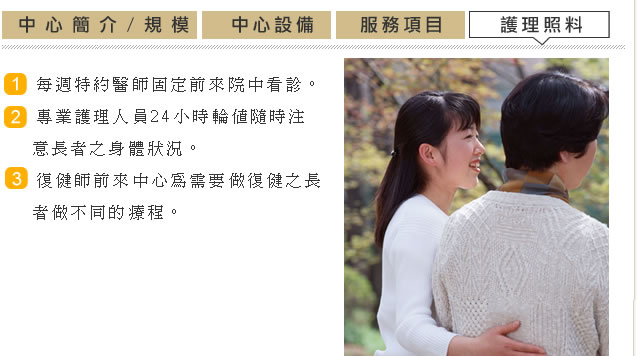 中心簡介/規模 中心設備 服務項目 護理照料
1 每週特約醫師固定前來院中看診。
2 專業護理人員24小時輪値隨時注
意長者之身體狀況。
3 復健師前來中心爲需要做復健之長
者做不同的療程。